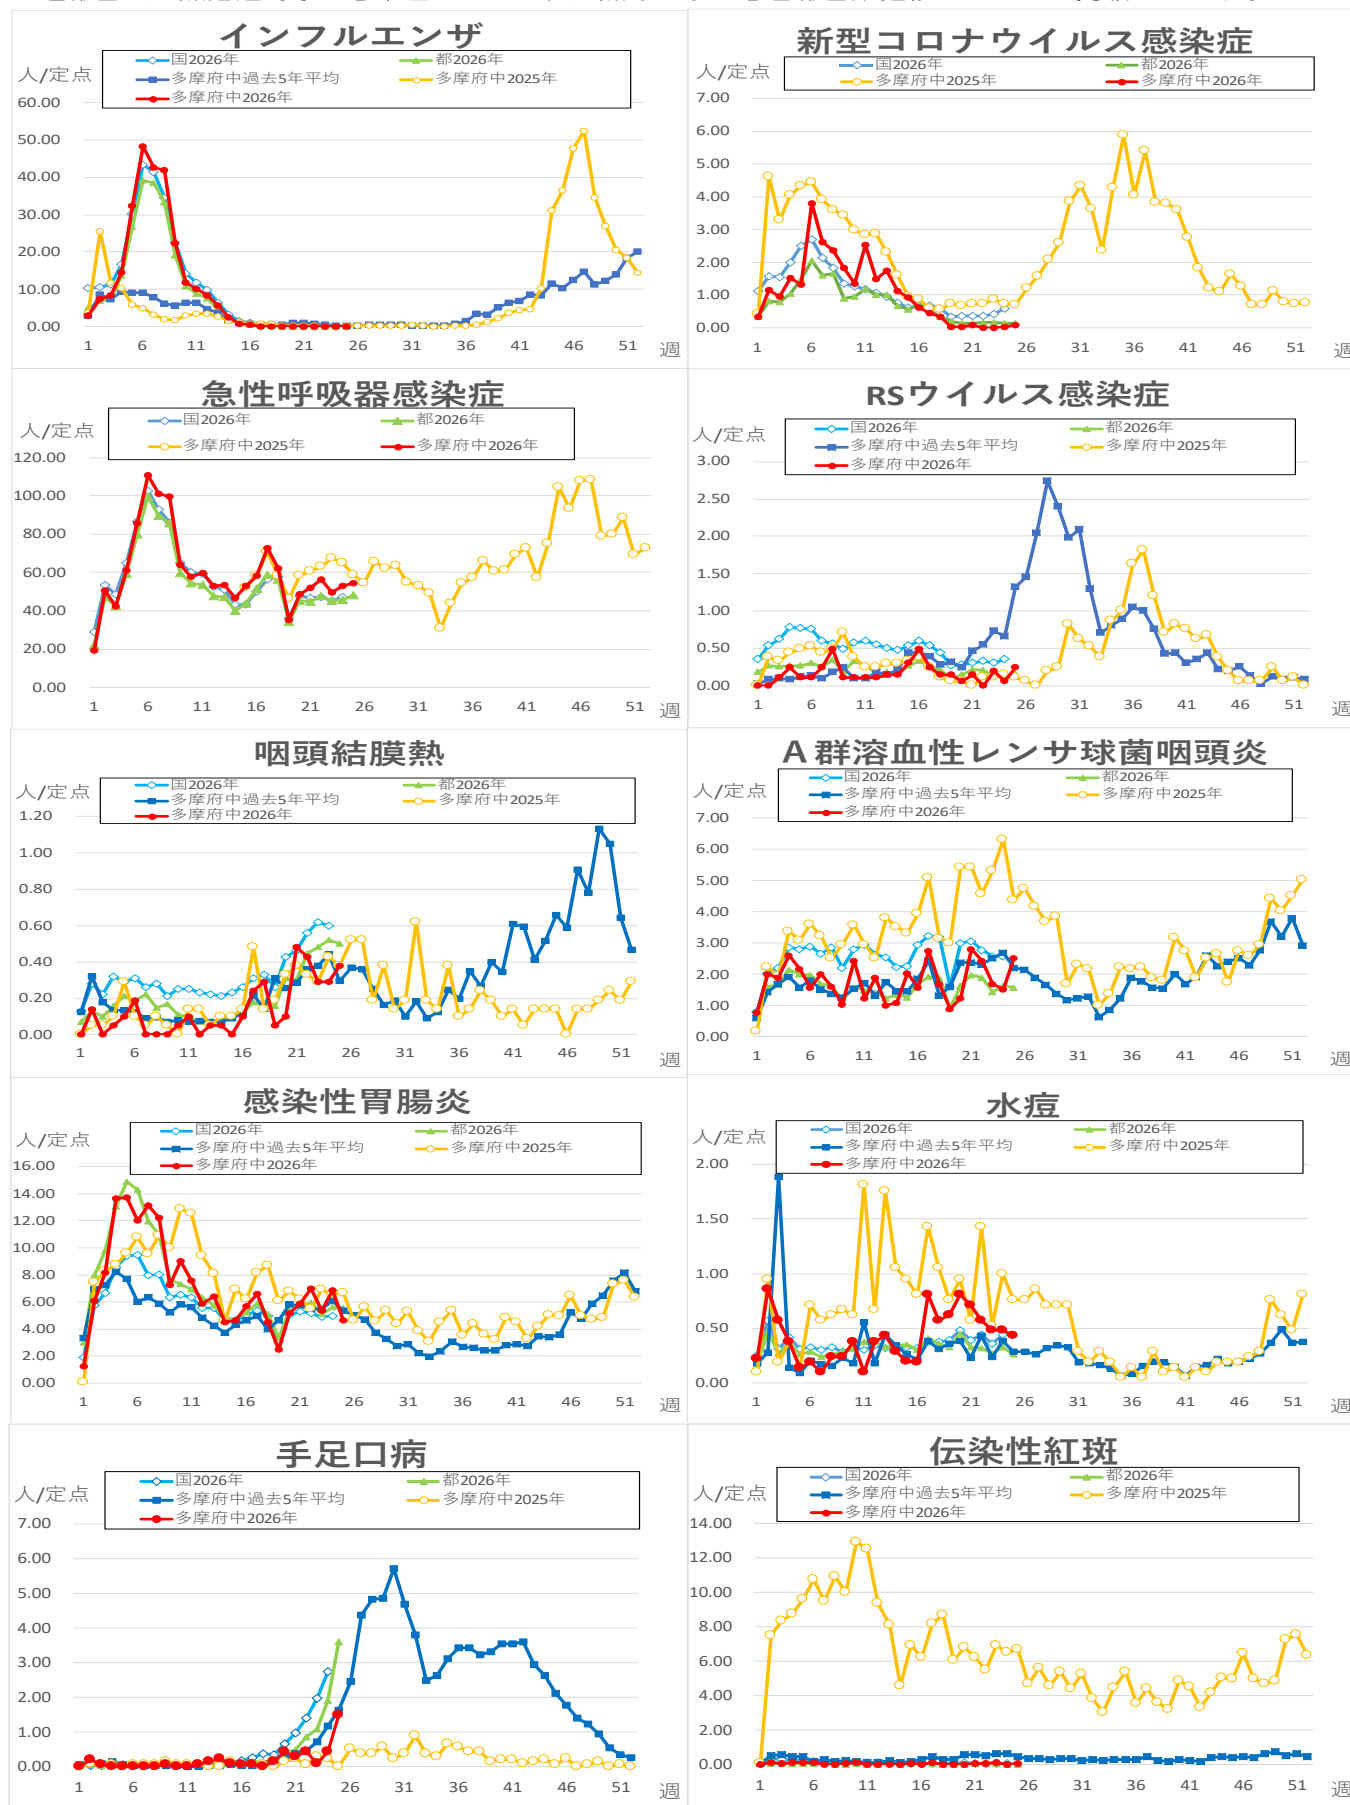 インフルエンザ
人/定点
国2026年 都2026年
多摩府中過去5年平均 多摩府中2025年
多摩府中2026年
60.00
50.00
40.00
30.00
20.00
10.00
0.00
1 6 11 16 21 26 31 36 41 46 51 週
新型コロナウイルス感染症
人/定点
国2026年 都2026年
多摩府中2025年 多摩府中2026年
7.00
6.00
5.00
4.00
3.00
2.00
1.00
0.00
1 6 11 16 21 26 31 36 41 46 51 週
急性呼吸器感染症
人/定点
国2026年 都2026年
多摩府中2025年 多摩府中2026年
120.00
100.00
80.00
60.00
40.00
20.00
0.00
1 6 11 16 21 26 31 36 41 46 51 週
RSウイルス感染症
人/定点
国2026年 都2026年
多摩府中過去5年平均 多摩府中2025年
多摩府中2026年
3.00
2.50
2.00
1.50
1.00
0.50
0.00
1 6 11 16 21 26 31 36 41 46 51 週
咽頭結膜熱
人/定点
国2026年 都2026年
多摩府中過去5年平均 多摩府中2025年
多摩府中2026年
1.20
1.00
0.80
0.60
0.40
0.20
0.00
1 6 11 16 21 26 31 36 41 46 51 週
A群溶血性レンサ球菌咽頭炎
人/定点
国2026年 都2026年
多摩府中過去5年平均 多摩府中2025年
多摩府中2026年
7.00
6.00
5.00
4.00
3.00
2.00
1.00
0.00
1 6 11 16 21 26 31 36 41 46 51 週
感染性胃腸炎
人/定点
国2026年 都2026年
多摩府中過去5年平均 多摩府中2025年
多摩府中2026年
16.00
14.00
12.00
10.00
8.00
6.00
4.00
2.00
0.00
1 6 11 16 21 26 31 36 41 46 51 週
水痘
人/定点
国2026年 都2026年
多摩府中過去5年平均 多摩府中2025年
多摩府中2026年
2.00
1.50
1.00
0.50
0.00
1 6 11 16 21 26 31 36 41 46 51 週
手足口病
人/定点
国2026年 都2026年
多摩府中過去5年平均 多摩府中2025年
多摩府中2026年
7.00
6.00
5.00
4.00
3.00
2.00
1.00
0.00
1 6 11 16 21 26 31 36 41 46 51 週
伝染性紅斑
人/定点
国2026年 都2026年
多摩府中過去5年平均 多摩府中2025年
多摩府中2026年
14.00
12.00
10.00
8.00
6.00
4.00
2.00
0.00
1 6 11 16 21 26 31 36 41 46 51 週